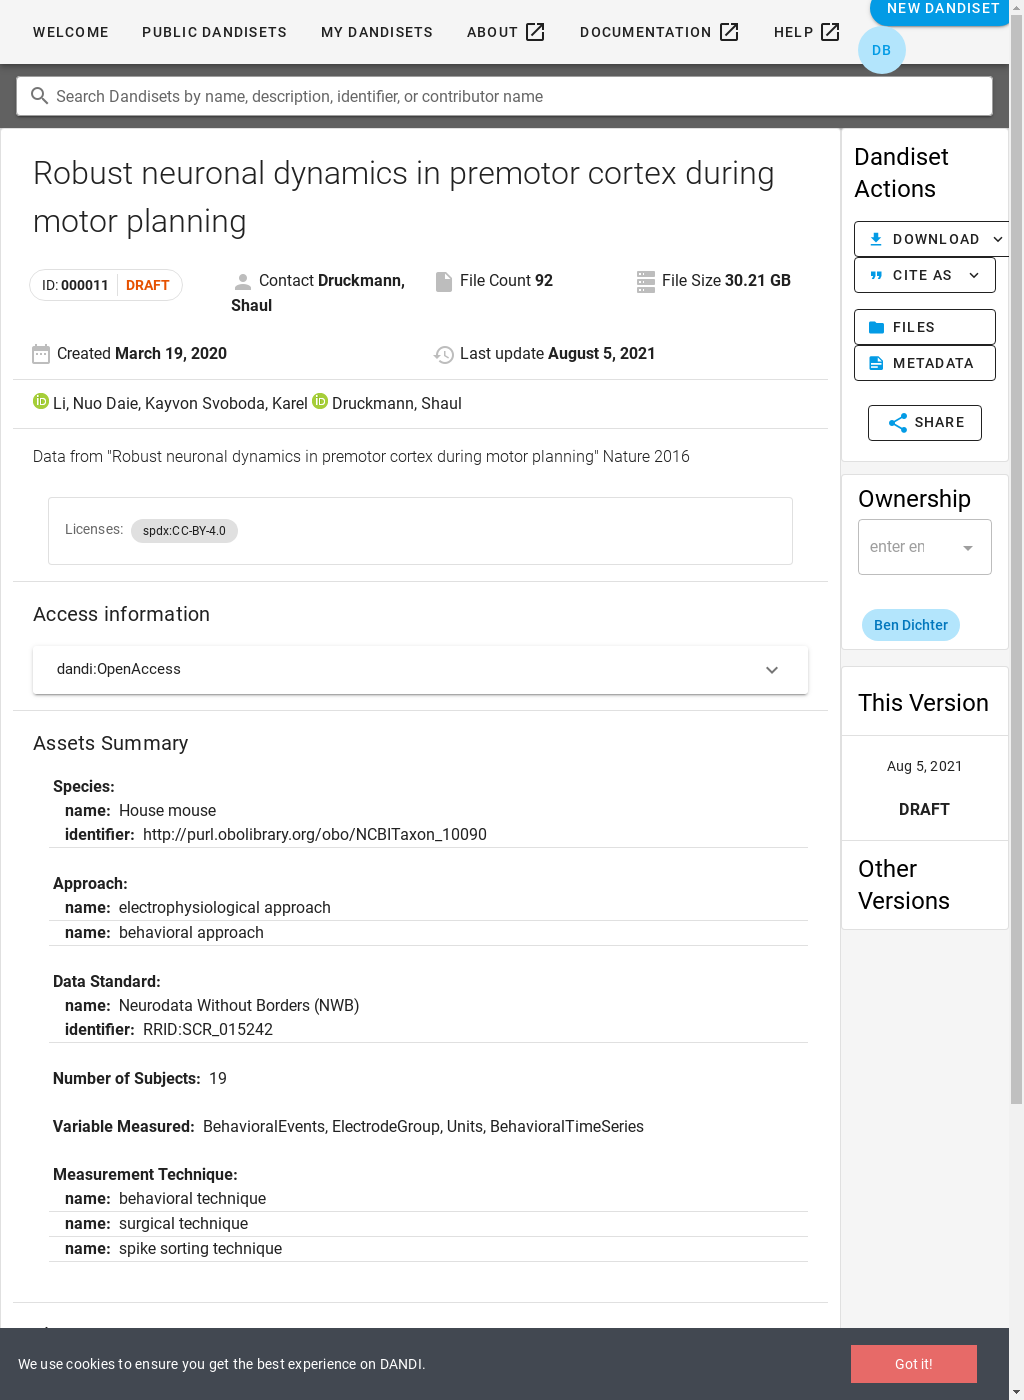 WELCOME PUBLIC DANDISETS MY DANDISETS ABOUT DOCUMENTATION HELP NEW DANDISET
DB
Search Dandisets by name, description, identifier, or contributor name
Robust neuronal dynamics in premotor cortex during
motor planning
ID: 000011 DRAFT
Contact Druckmann,
Shaul
File Count 92
File Size 30.21 GB
Created March 19, 2020
Last update August 5, 2021
Li, Nuo Daie, Kayvon Svoboda, Karel Druckmann, Shaul
Data from "Robust neuronal dynamics in premotor cortex during motor planning" Nature 2016
Licenses: spdx:CC-BY-4.0
Access information
dandi:OpenAccess
Assets Summary
Species:
name: House mouse
identifier: http://purl.obolibrary.org/obo/NCBITaxon_10090
Approach:
name: electrophysiological approach
name: behavioral approach
Data Standard:
name: Neurodata Without Borders (NWB)
identifier: RRID:SCR_015242
Number of Subjects: 19
Variable Measured: BehavioralEvents, ElectrodeGroup, Units, BehavioralTimeSeries
Measurement Technique:
name: behavioral technique
name: surgical technique
name: spike sorting technique
Dandiset
Actions
DOWNLOAD
CITE AS
FILES
METADATA
SHARE
Ownership
enter en
Ben Dichter
This Version
Aug 5, 2021
DRAFT
Other
Versions
We use cookies to ensure you get the best experience on DANDI.
Got it!